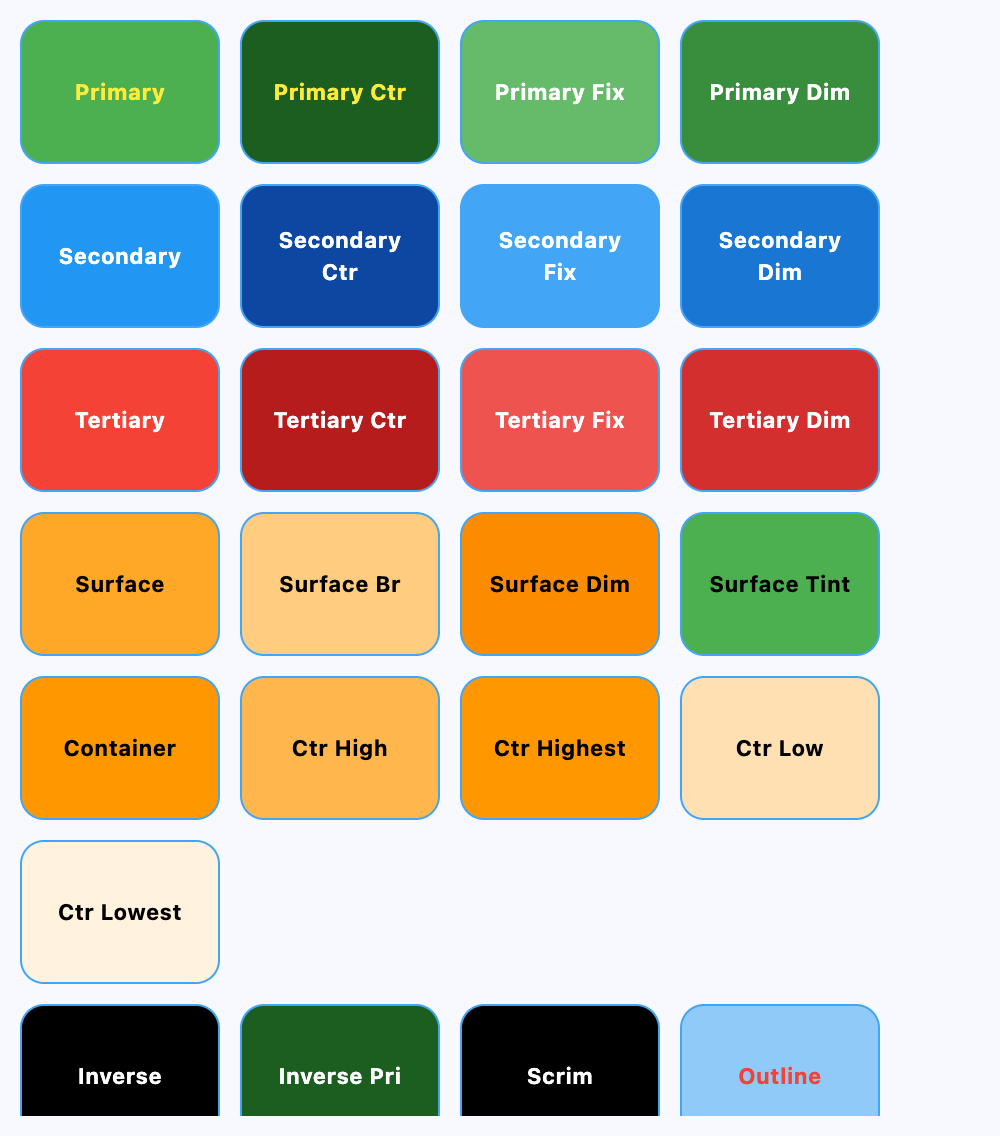 Primary
Primary Ctr
Primary Fix
Primary Dim
Secondary
Secondary
Ctr
Secondary
Fix
Secondary
Dim
Tertiary
Tertiary Ctr
Tertiary Fix
Tertiary Dim
Surface
Surface Br
Surface Dim
Surface Tint
Container
Ctr High
Ctr Highest
Ctr Low
Ctr Lowest
Inverse
Inverse Pri
Scrim
Outline